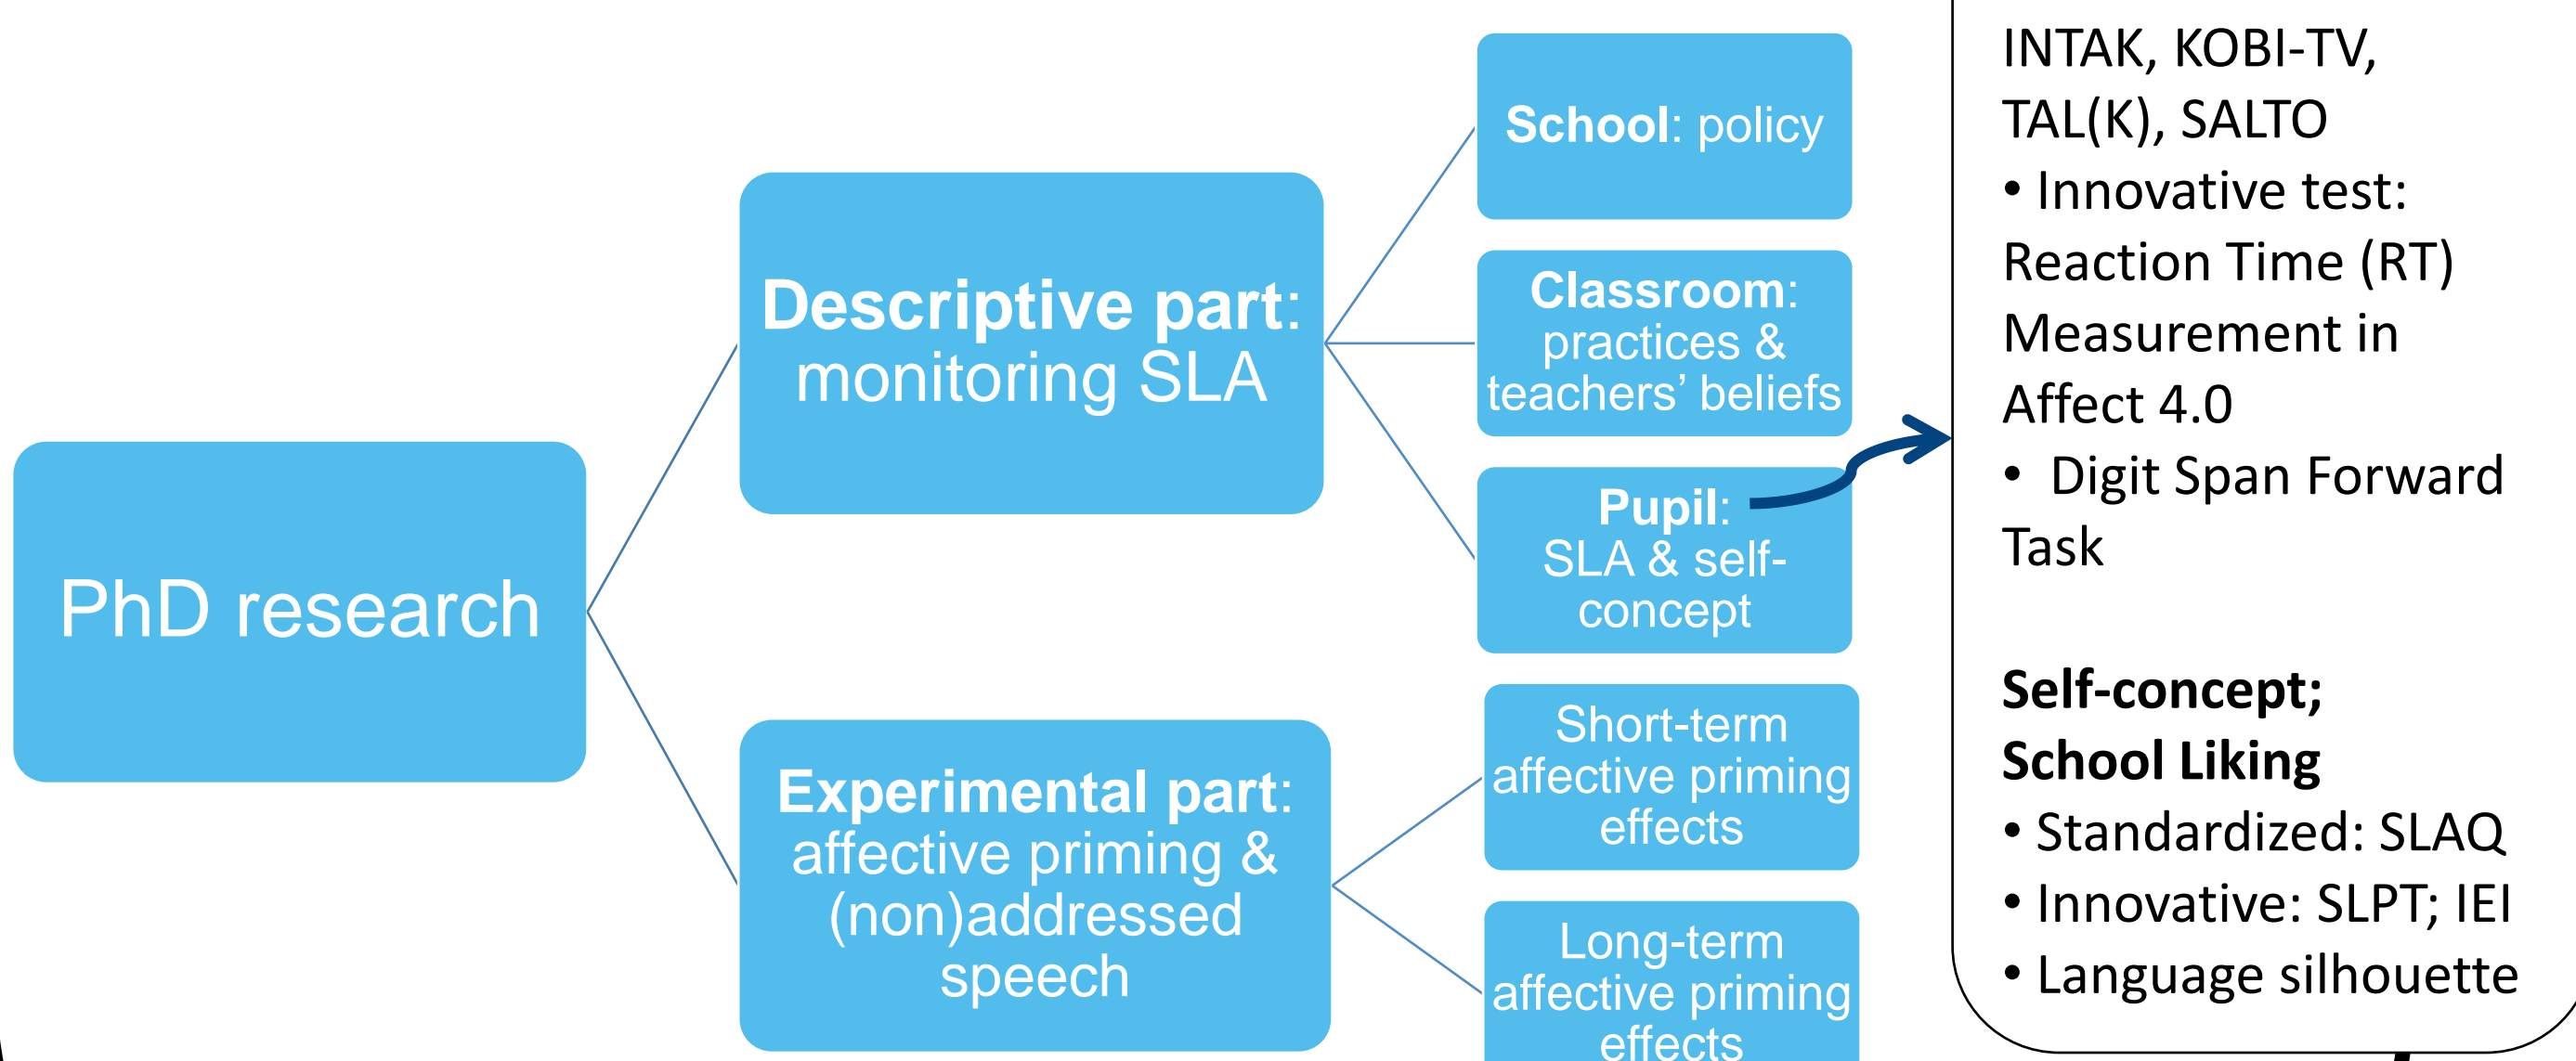 PhD research
Descriptive part:
monitoring SLA
School: policy
Classroom:
practices &
teachers’ beliefs
Pupil:
SLA & self-
concept
Experimental part:
affective priming &
(non)addressed
speech
Short-term
affective priming
effects
Long-term
affective priming
effects
INTAK, KOBI-TV,
TAL(K), SALTO
• Innovative test:
Reaction Time (RT)
Measurement in
Affect 4.0
• Digit Span Forward
Task
Self-concept;
School Liking
• Standardized: SLAQ
• Innovative: SLPT; IEI
• Language silhouette